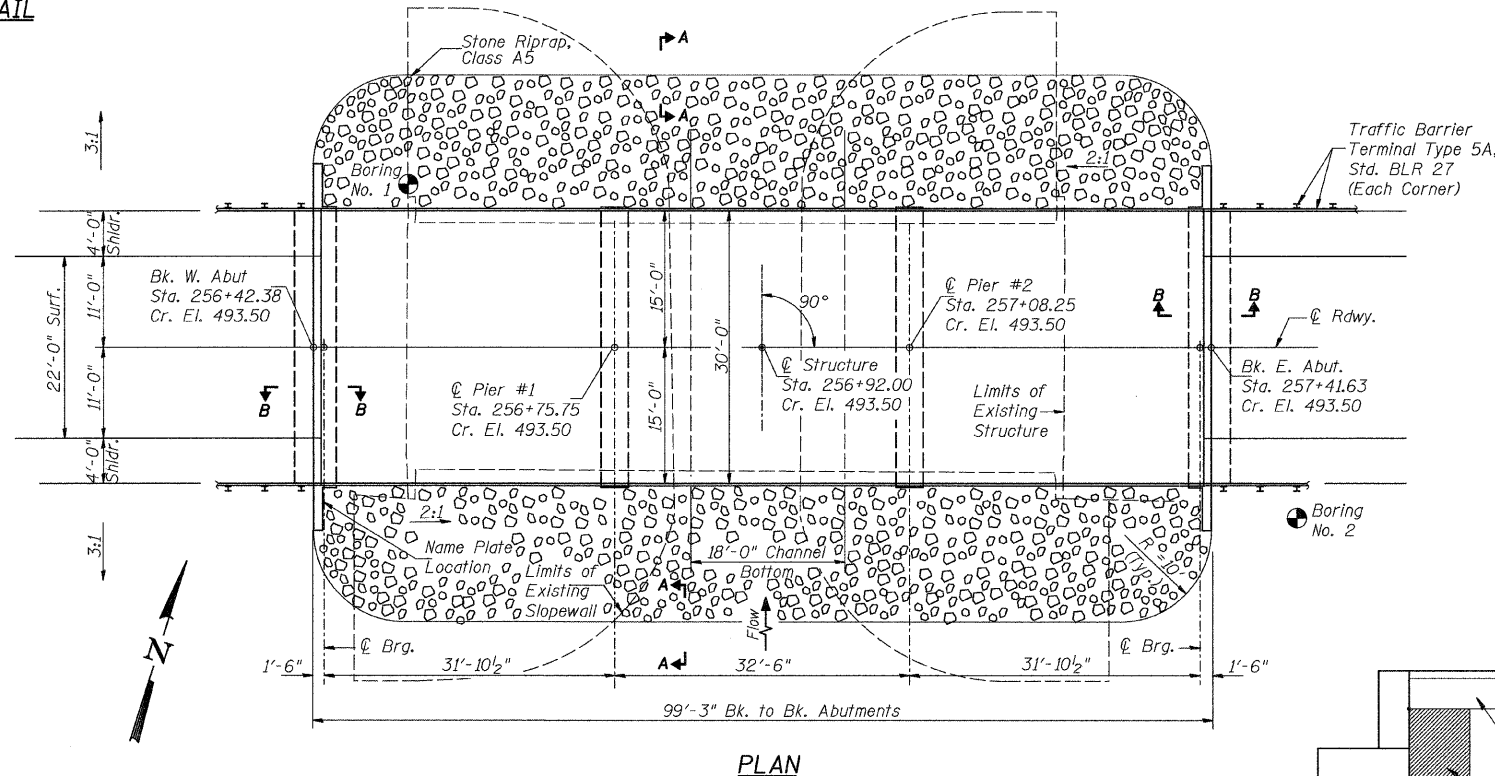 AIL
Stone Riprap,
Class A5
A
A
3:1
Traffic Barrier
Terminal Type 5A,
Std. BLR 27
(Each Corner)
2:1
Boring
No. 1
4'-0"
Shldr.
Bk. W. Abut
Sta. 256+42.38
Cr. El. 493.50
22'-0" Surf.
11'-0"
11'-0"
15'-0"
15'-0"
30'-0"
90°
℄ Pier #2
Sta. 257+08.25
Cr. El. 493.50
B
B
℄ Rdwy.
℄ Structure
Sta. 256+92.00
Cr. El. 493.50
Bk. E. Abut.
Sta. 257+41.63
Cr. El. 493.50
℄ Pier #1
Sta. 256+75.75
Cr. El. 493.50
Limits of
Existing
Structure
B
B
4'-0"
Shldr.
2:1
Boring
No. 2
3:1
Name Plate
Location
18'-0" Channel
Bottom
Limits of
Existing
Slopewall
R = 10'
(Typ.)
A
Flow
N
℄ Brg.
℄ Brg.
A
1'-6"
31'-10½"
32'-6"
31'-10½"
1'-6"
99'-3" Bk. to Bk. Abutments
PLAN